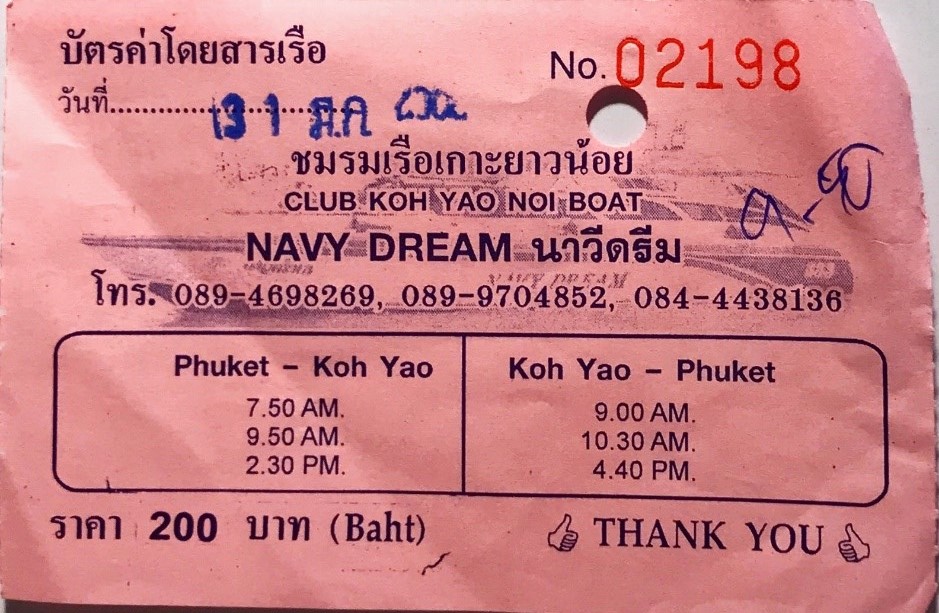 บัตรค่าโดยสารเรือ
No. 02198
วันที่............................ 31
ชมรมเรือเกาะยาวน้อย
CLUB KOH YAO NOI BOAT
NAVY DREAM นาวีดรีม
โทร. 089-4698269, 089-9704852, 084-4438136
Phuket – Koh Yao
7.50 AM.
9.50 AM.
2.30 PM.
Koh Yao – Phuket
9.00 AM.
10.30 AM.
4.40 PM.
ราคา 200 บาท (Baht)
THANK YOU